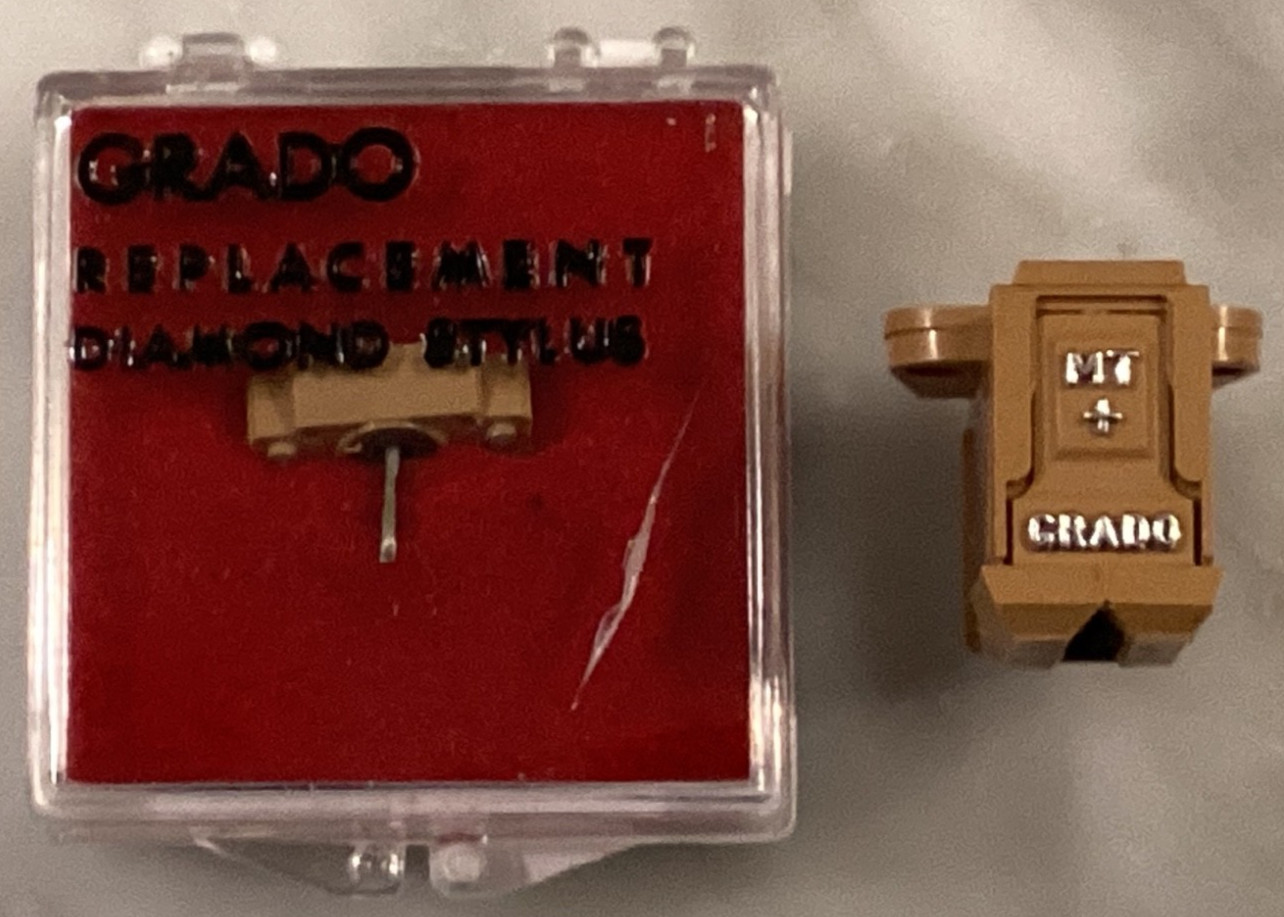 GRADO
REPLACEMENT
DIAMOND STYLUS
MT
+
GRADO